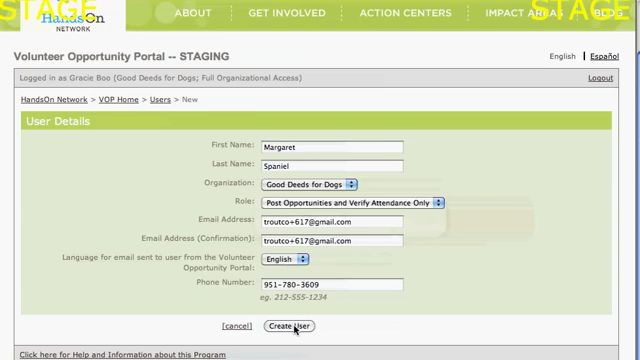 STAGE STAGE
HandsOn
NETWORK
ABOUT GET INVOLVED ACTION CENTERS IMPACT AREAS BLOG
Volunteer Opportunity Portal -- STAGING
English Español
Logged in as Gracie Boo (Good Deeds for Dogs; Full Organizational Access) Logout
HandsOn Network > VOP Home > Users > New
User Details
First Name: Margaret
Last Name: Spaniel
Organization: Good Deeds for Dogs
Role: Post Opportunities and Verify Attendance Only
Email Address: troutco+617@gmail.com
Email Address (Confirmation): troutco+617@gmail.com
Language for email sent to user from the Volunteer
Opportunity Portal: English
Phone Number: 951-780-3609
eg. 212-555-1234
[cancel] Create User
Click here for Help and Information about this Program